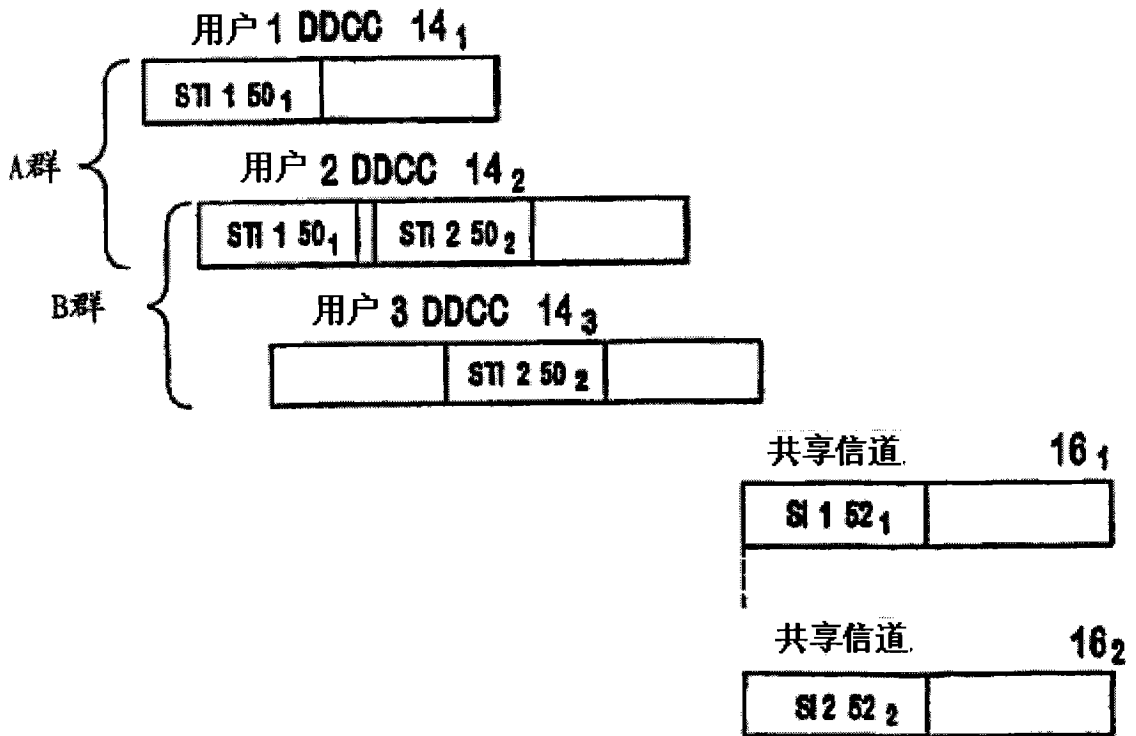 用户 1 DDCC 14₁
STI 1 50₁
A群
用户 2 DDCC 14₂
STI 1 50₁ STI 2 50₂
B群
用户 3 DDCC 14₃
STI 2 50₂
共享信道. 16₁
SI 1 52₁
共享信道. 16₂
SI 2 52₂